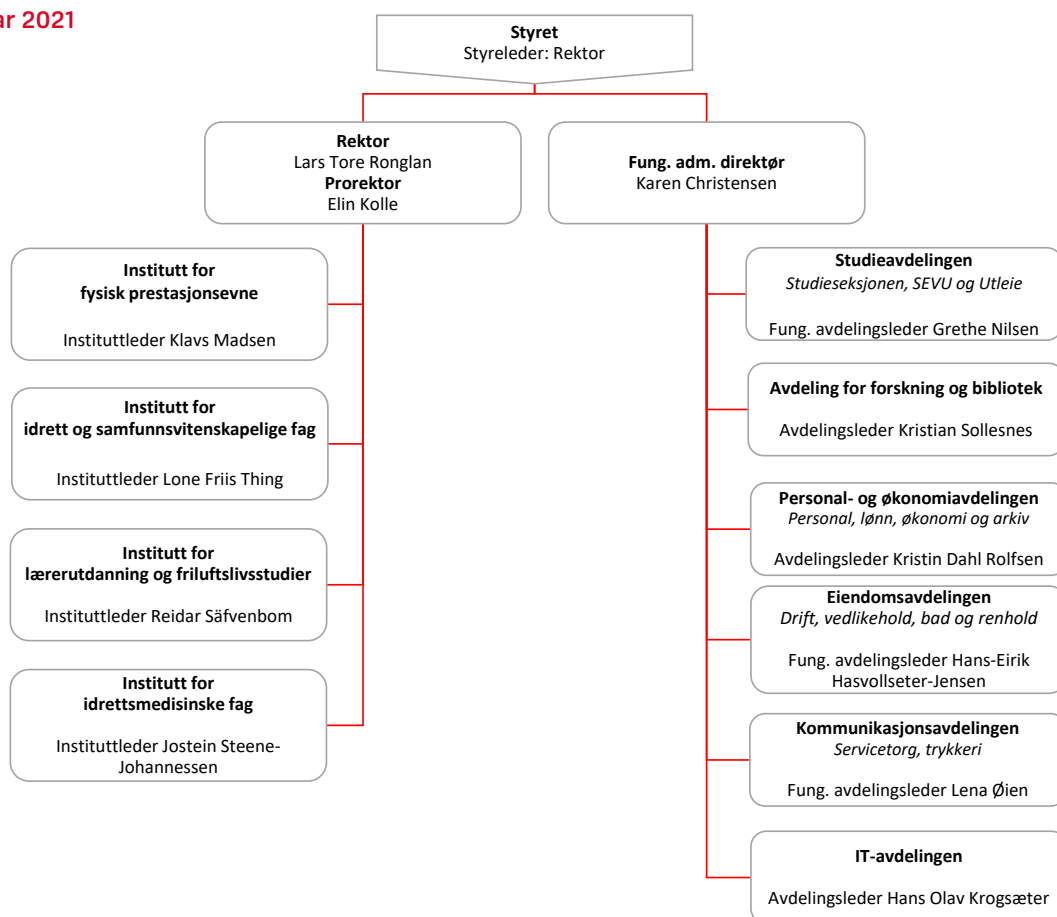 ar 2021
Styret
Styreleder: Rektor
Rektor
Lars Tore Ronglan
Prorektor
Elin Kolle
Fung. adm. direktør
Karen Christensen
Institutt for
fysisk prestasjonsevne
Instituttleder Klavs Madsen
Institutt for
idrett og samfunnsvitenskapelige fag
Instituttleder Lone Friis Thing
Institutt for
lærerutdanning og friluftslivsstudier
Instituttleder Reidar Säfvenbom
Institutt for
idrettsmedisinske fag
Instituttleder Jostein Steene-
Johannessen
Studieavdelingen
Studieseksjonen, SEVU og Utleie
Fung. avdelingsleder Grethe Nilsen
Avdeling for forskning og bibliotek
Avdelingsleder Kristian Sollesnes
Personal- og økonomiavdelingen
Personal, lønn, økonomi og arkiv
Avdelingsleder Kristin Dahl Rolfsen
Eiendomsavdelingen
Drift, vedlikehold, bad og renhold
Fung. avdelingsleder Hans-Eirik
Hasvollseter-Jensen
Kommunikasjonsavdelingen
Servicetorg, trykkeri
Fung. avdelingsleder Lena Øien
IT-avdelingen
Avdelingsleder Hans Olav Krogsæter